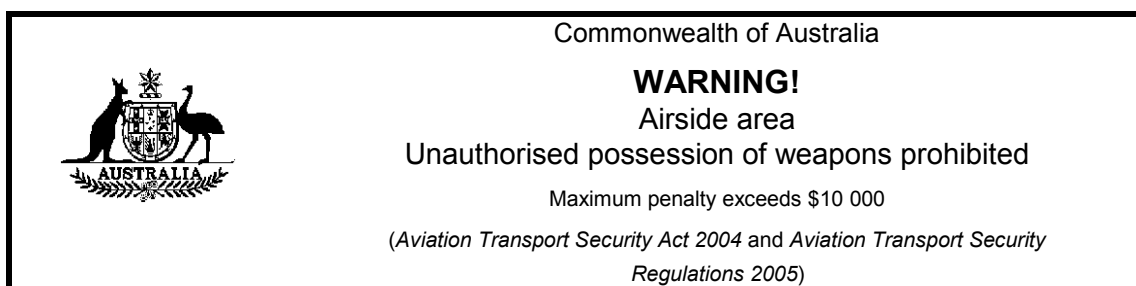 Commonwealth of Australia
WARNING!
Airside area
Unauthorised possession of weapons prohibited
Maximum penalty exceeds $10 000
(Aviation Transport Security Act 2004 and Aviation Transport Security
Regulations 2005)
AUSTRALIA